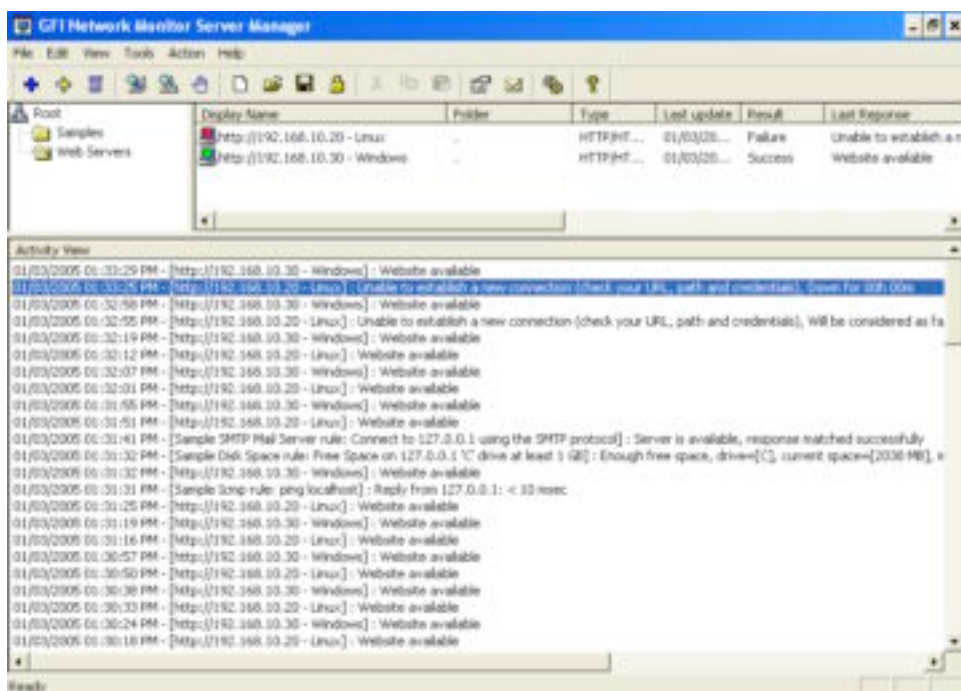 GFI Network Monitor Server Manager
File Edit View Tools Action Help
Root
Samples
Web Servers
Display Name Folder Type Last update Result Last Reponse
http://192.168.10.20 - Linux .. HTTP/HT... 01/03/20... Failure Unable to establish a n
http://192.168.10.30 - Windows .. HTTP/HT... 01/03/20... Success Website available
Activity View
01/03/2005 01:33:29 PM - [http://192.168.10.30 - Windows] : Website available
01/03/2005 01:33:25 PM - [http://192.168.10.20 - Linux] : Unable to establish a new connection (check your URL, path and credentials), Down for 00h 00m
01/03/2005 01:32:58 PM - [http://192.168.10.30 - Windows] : Website available
01/03/2005 01:32:55 PM - [http://192.168.10.20 - Linux] : Unable to establish a new connection (check your URL, path and credentials), Will be considered as fa
01/03/2005 01:32:19 PM - [http://192.168.10.30 - Windows] : Website available
01/03/2005 01:32:12 PM - [http://192.168.10.20 - Linux] : Website available
01/03/2005 01:32:07 PM - [http://192.168.10.30 - Windows] : Website available
01/03/2005 01:32:01 PM - [http://192.168.10.20 - Linux] : Website available
01/03/2005 01:31:55 PM - [http://192.168.10.30 - Windows] : Website available
01/03/2005 01:31:51 PM - [http://192.168.10.20 - Linux] : Website available
01/03/2005 01:31:41 PM - [Sample SMTP Mail Server rule: Connect to 127.0.0.1 using the SMTP protocol] : Server is available, response matched successfully
01/03/2005 01:31:32 PM - [Sample Disk Space rule: Free Space on 127.0.0.1 'C' drive at least 1 GB] : Enough free space, drive=[C], current space=[2030 MB],
01/03/2005 01:31:32 PM - [http://192.168.10.30 - Windows] : Website available
01/03/2005 01:31:31 PM - [Sample Icmp rule: ping localhost] : Reply from 127.0.0.1: < 10 msec
01/03/2005 01:31:25 PM - [http://192.168.10.20 - Linux] : Website available
01/03/2005 01:31:19 PM - [http://192.168.10.30 - Windows] : Website available
01/03/2005 01:31:16 PM - [http://192.168.10.20 - Linux] : Website available
01/03/2005 01:30:57 PM - [http://192.168.10.30 - Windows] : Website available
01/03/2005 01:30:50 PM - [http://192.168.10.20 - Linux] : Website available
01/03/2005 01:30:38 PM - [http://192.168.10.30 - Windows] : Website available
01/03/2005 01:30:33 PM - [http://192.168.10.20 - Linux] : Website available
01/03/2005 01:30:24 PM - [http://192.168.10.30 - Windows] : Website available
01/03/2005 01:30:18 PM - [http://192.168.10.20 - Linux] : Website available
Ready